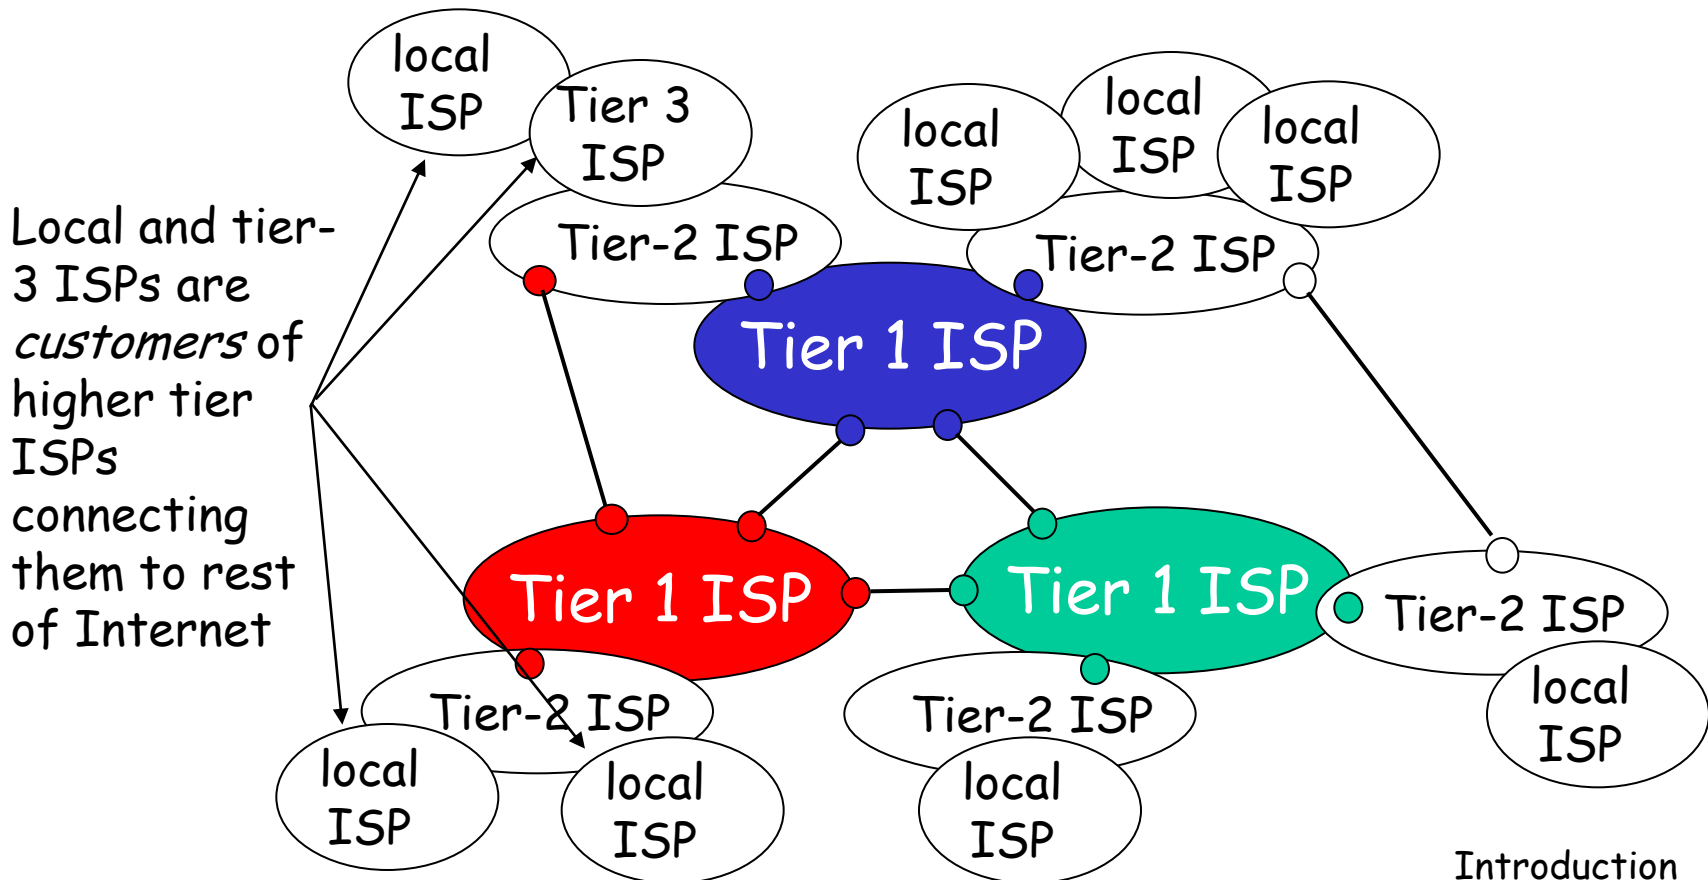 local
ISP
Tier 3
ISP
local
ISP
local
ISP
local
ISP
Local and tier-
3 ISPs are
customers of
higher tier
ISPs
connecting
them to rest
of Internet
Tier-2 ISP
Tier-2 ISP
Tier 1 ISP
Tier 1 ISP
Tier 1 ISP
Tier-2 ISP
Tier-2 ISP
Tier-2 ISP
local
ISP
local
ISP
local
ISP
local
ISP
Introduction